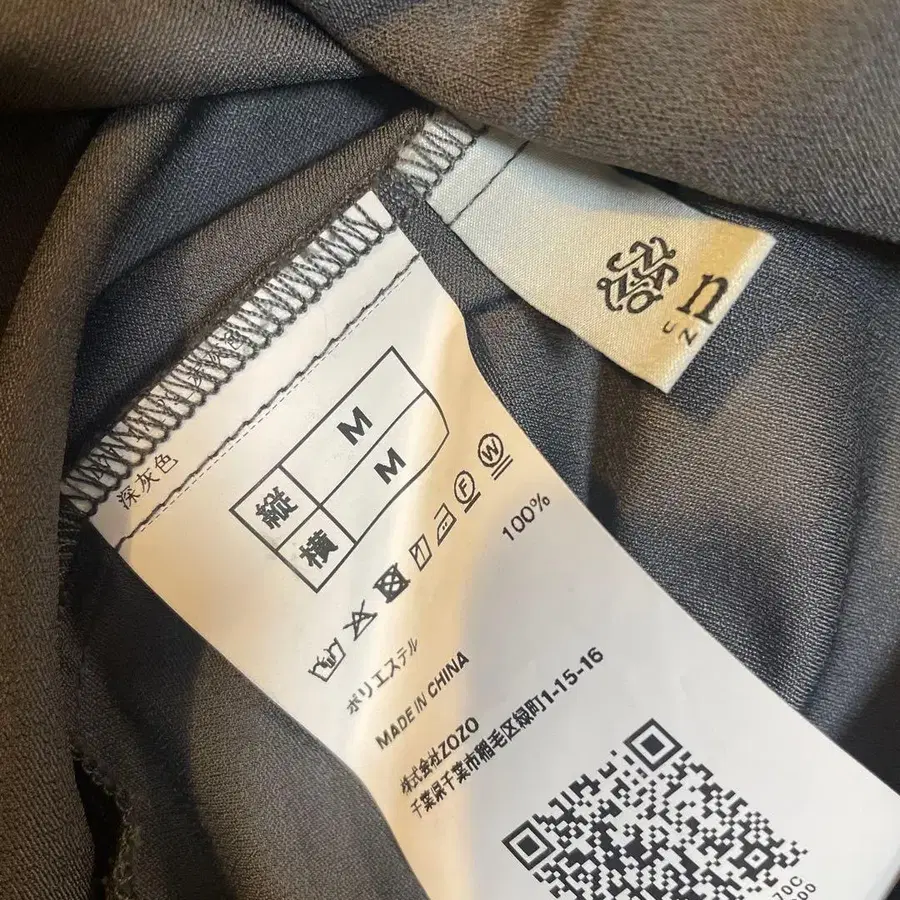 深灰色
縦 M
横 M
F W
ポリエステル 100%
MADE IN CHINA
株式会社ZOZO
千葉県千葉市稲毛区緑町1-15-16
n